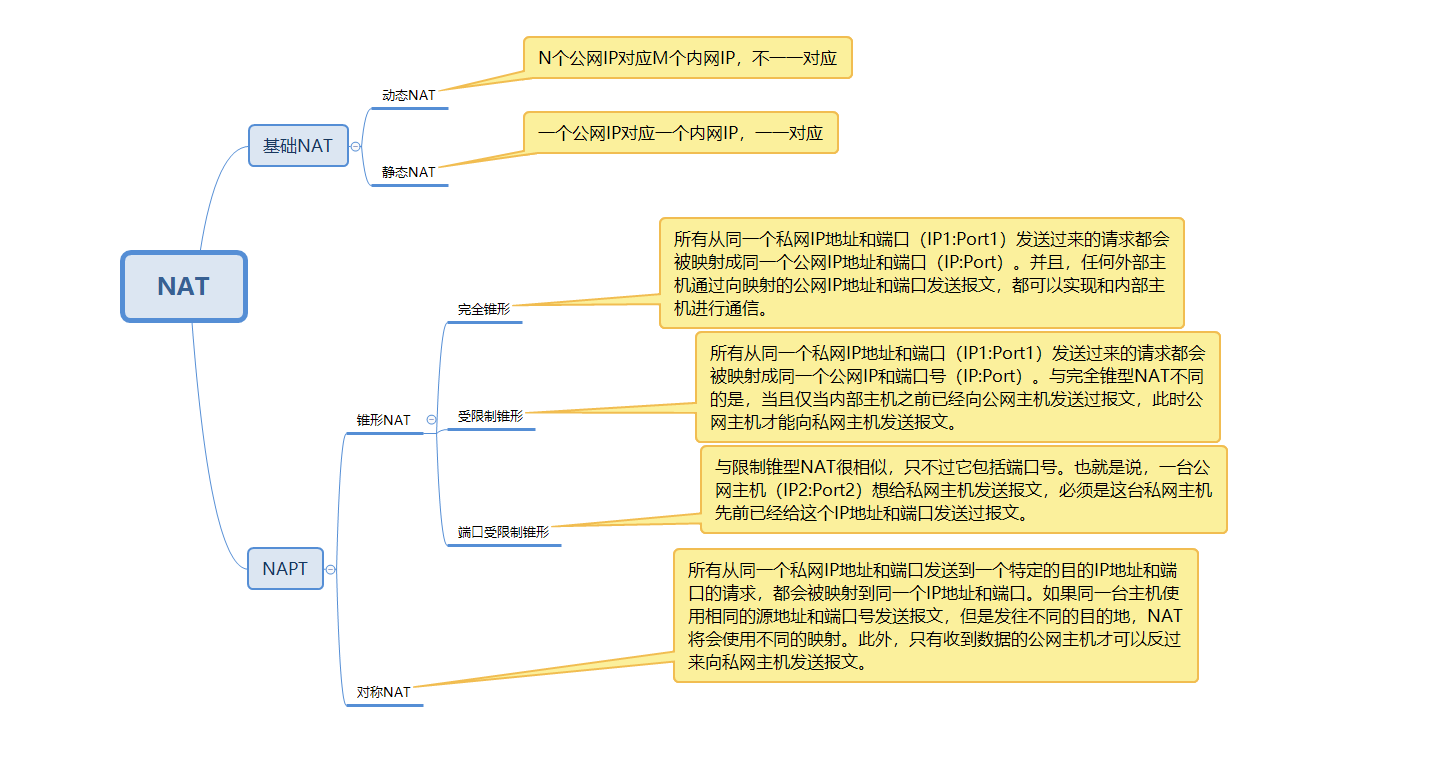 N个公网IP对应M个内网IP，不一一对应
动态NAT
一个公网IP对应一个内网IP，一一对应
基础NAT
静态NAT
NAT
所有从同一个私网IP地址和端口（IP1:Port1）发送过来的请求都会
被映射成同一个公网IP地址和端口（IP:Port）。并且，任何外部主
机通过向映射的公网IP地址和端口发送报文，都可以实现和内部主
机进行通信。
完全锥形
所有从同一个私网IP地址和端口（IP1:Port1）发送过来的请求都会
被映射成同一个公网IP和端口号（IP:Port）。与完全锥型NAT不同
的是，当且仅当内部主机之前已经向公网主机发送过报文，此时公
网主机才能向私网主机发送报文。
锥形NAT
受限制锥形
与限制锥型NAT很相似，只不过它包括端口号。也就是说，一台公
网主机（IP2:Port2）想给私网主机发送报文，必须是这台私网主机
先前已经给这个IP地址和端口发送过报文。
端口受限制锥形
NAPT
所有从同一个私网IP地址和端口发送到一个特定的目的IP地址和端
口的请求，都会被映射到同一个IP地址和端口。如果同一台主机使
用相同的源地址和端口号发送报文，但是发往不同的目的地，NAT
将会使用不同的映射。此外，只有收到数据的公网主机才可以反过
来向私网主机发送报文。
对称NAT